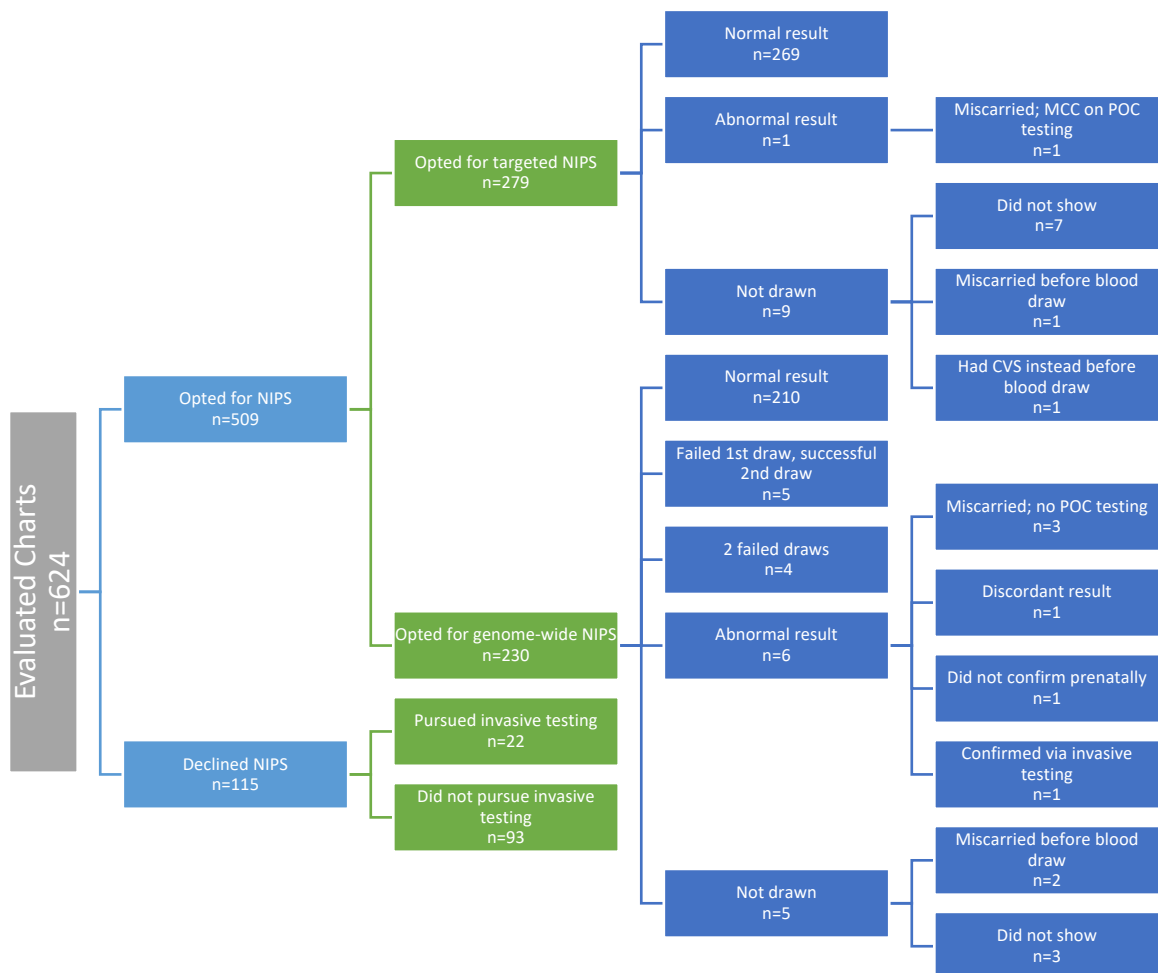 Evaluated Charts
n=624
Opted for NIPS
n=509
Opted for targeted NIPS
n=279
Normal result
n=269
Abnormal result
n=1
Miscarried; MCC on POC
testing
n=1
Not drawn
n=9
Did not show
n=7
Miscarried before blood
draw
n=1
Had CVS instead before
blood draw
n=1
Opted for genome-wide NIPS
n=230
Normal result
n=210
Failed 1st draw, successful
2nd draw
n=5
2 failed draws
n=4
Abnormal result
n=6
Miscarried; no POC testing
n=3
Discordant result
n=1
Did not confirm prenatally
n=1
Confirmed via invasive
testing
n=1
Not drawn
n=5
Miscarried before blood
draw
n=2
Did not show
n=3
Declined NIPS
n=115
Pursued invasive testing
n=22
Did not pursue invasive
testing
n=93